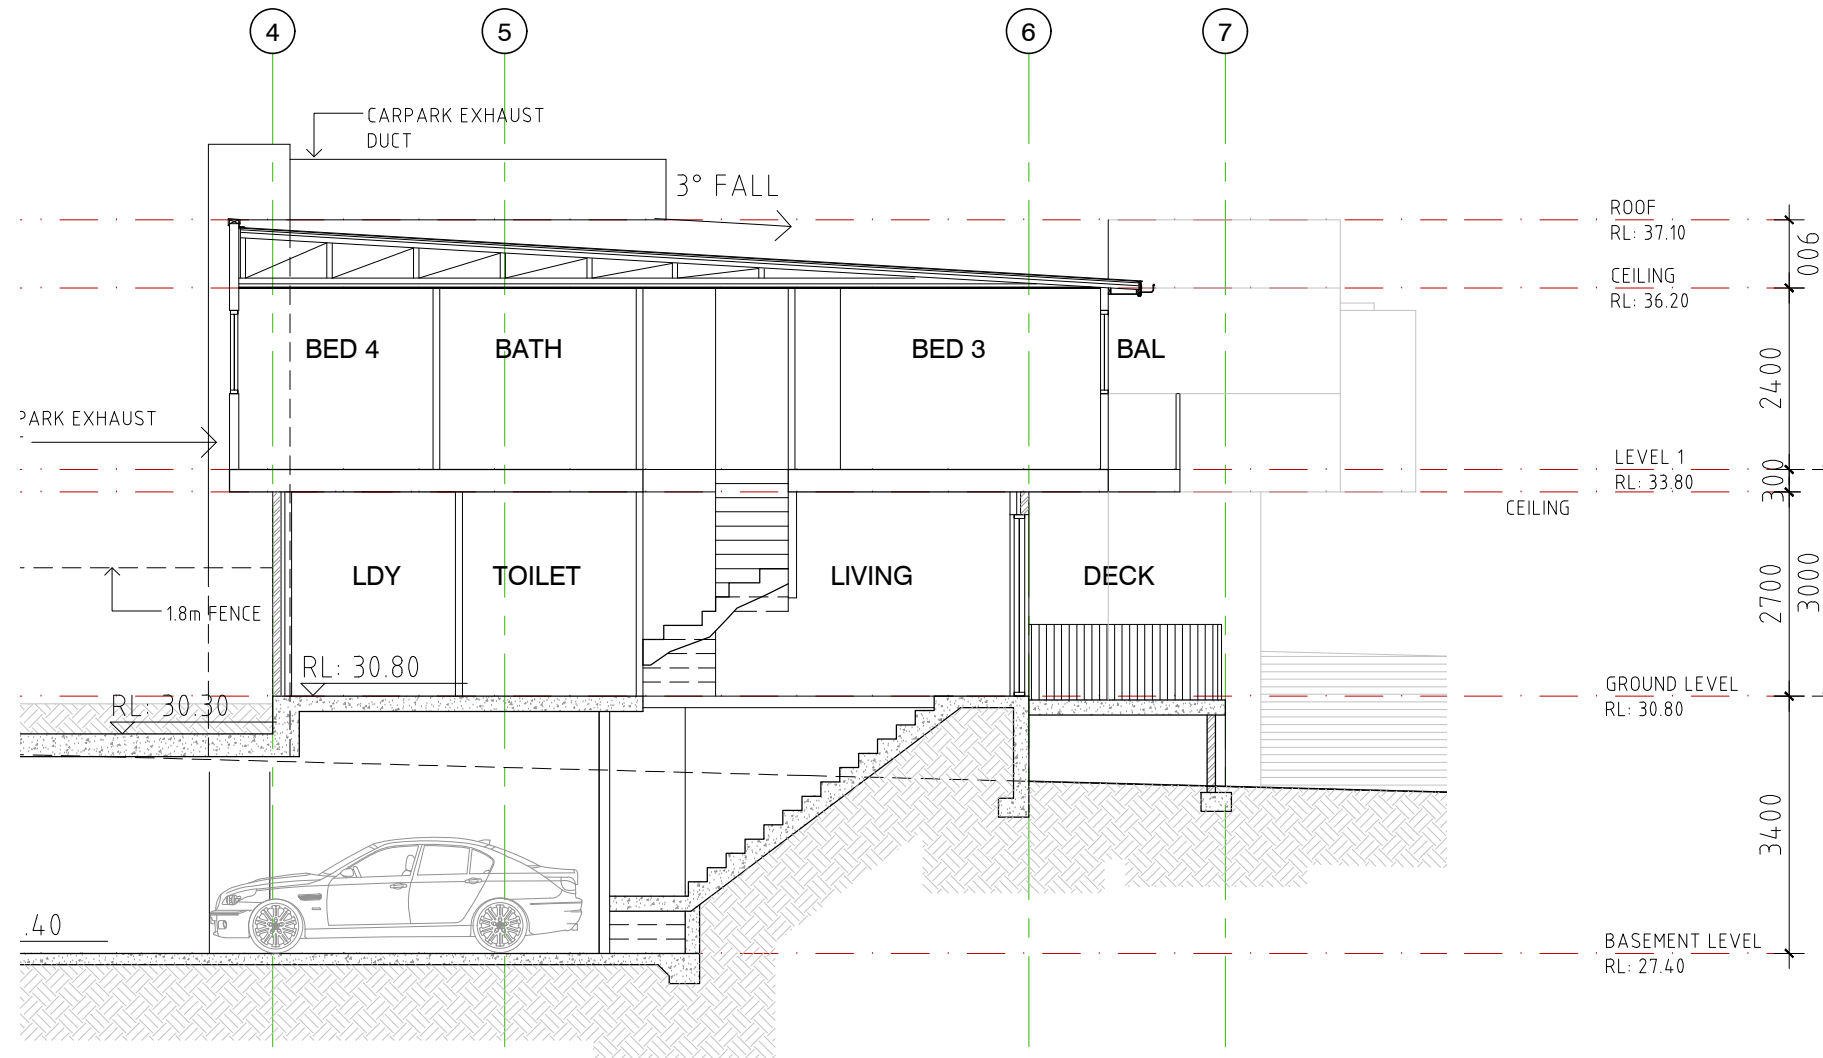 4 5 6 7
CARPARK EXHAUST
DUCT
3° FALL
ROOF
RL: 37.10
900
CEILING
RL: 36.20
BED 4 BATH BED 3 BAL
2400
PARK EXHAUST
LEVEL 1
RL: 33.80
300
CEILING
LDY TOILET LIVING DECK
2700
3000
1.8m FENCE
RL: 30.80
RL: 30.30
GROUND LEVEL
RL: 30.80
3400
.40
BASEMENT LEVEL
RL: 27.40